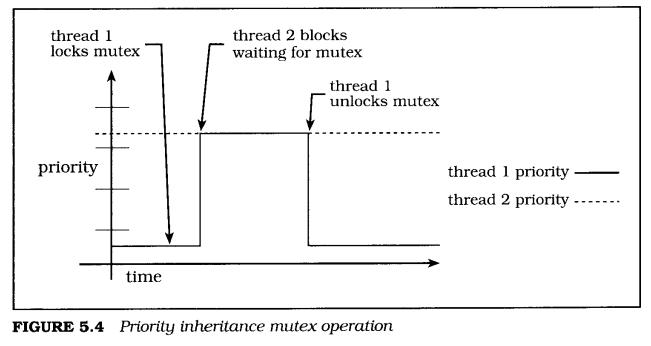 thread 1
locks mutex
thread 2 blocks
waiting for mutex
thread 1
unlocks mutex
priority
thread 1 priority
thread 2 priority
time
FIGURE 5.4 Priority inheritance mutex operation